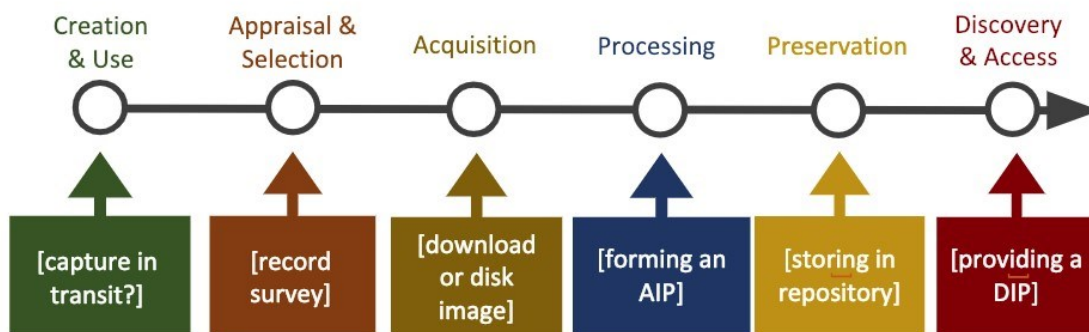 Creation
& Use
Appraisal &
Selection
Acquisition
Processing
Preservation
Discovery
& Access
[capture in
transit?]
[record
survey]
[download
or disk
image]
[forming an
AIP]
[storing in
repository]
[providing a
DIP]